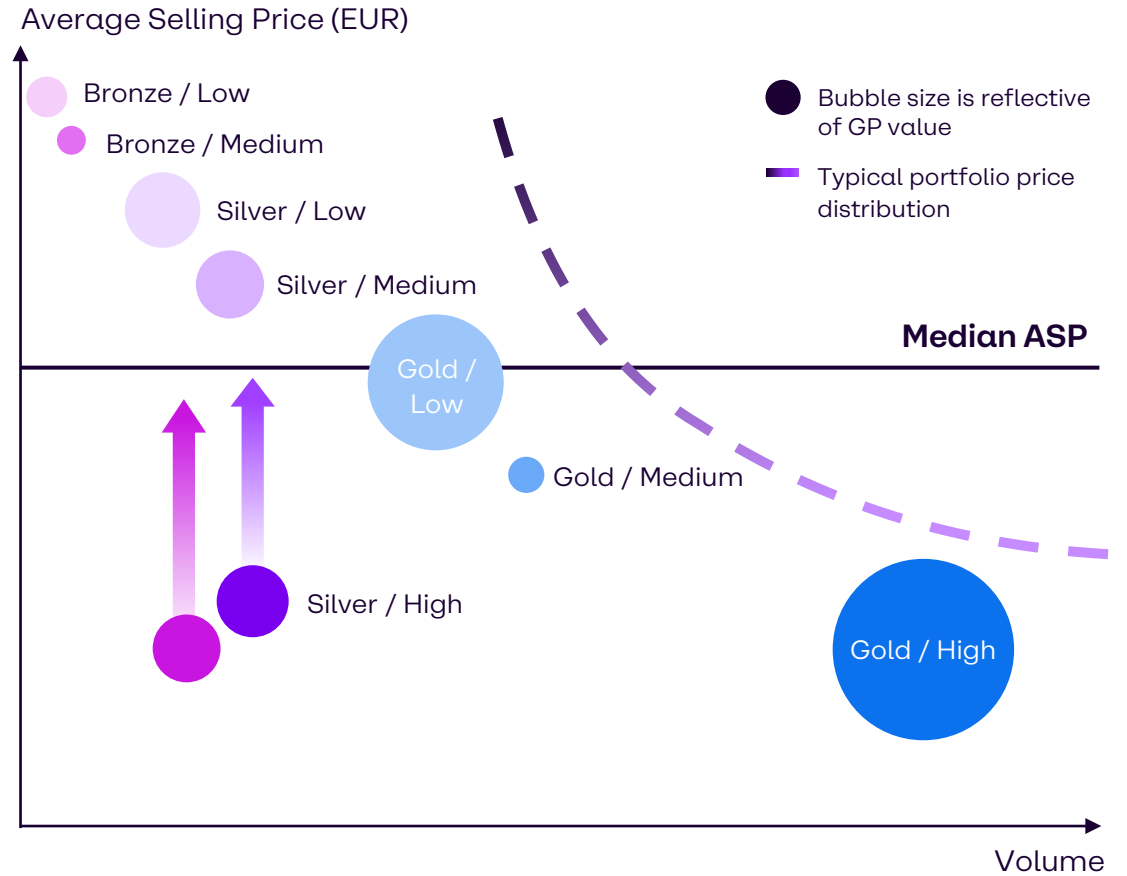 Average Selling Price (EUR)
Bronze / Low
Bronze / Medium
Silver / Low
Silver / Medium
Bubble size is reflective
of GP value
Typical portfolio price
distribution
Median ASP
Gold /
Low
Gold / Medium
Silver / High
Gold / High
Volume